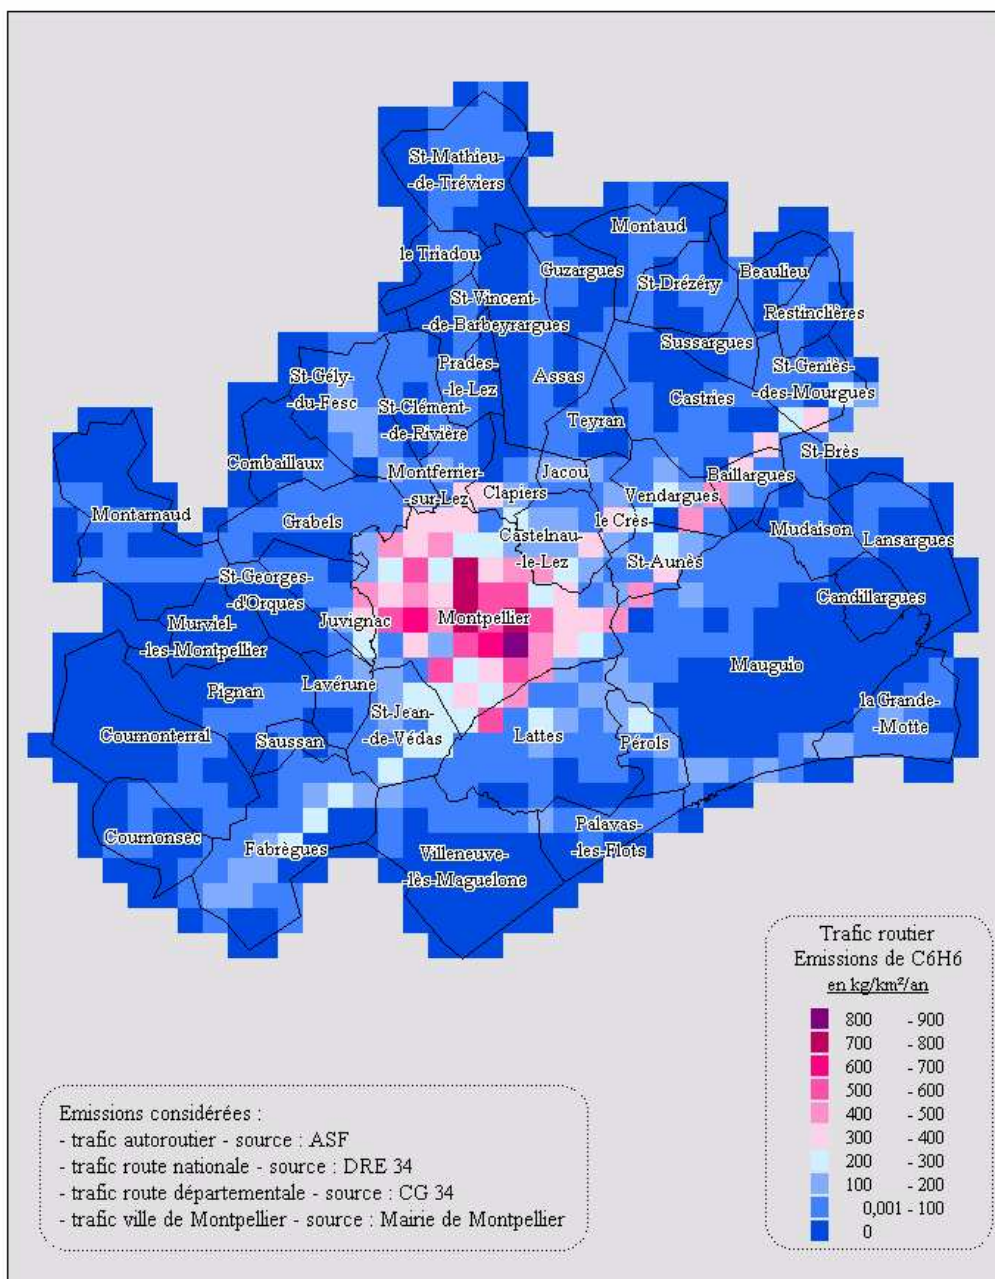 St-Mathieu-
-de-Tréviers
Montaud
le Triadou
Guzargues
Beaulieu
St-Drézéry
St-Vincent-
-de-Barbeyrargues
Restinclières
Sussargues
Prades-
-le-Lez
St-Gély-
-du-Fesc
Assas
St-Geniès-
-des-Mourgues
Castries
St-Clément-
-de-Rivière
Teyran
St-Brès
Combaillaux
Montferrier-
-sur-Lez
Jacou
Baillargues
Clapiers
Vendargues
Montarnaud
Grabels
le Crès-
Mudaison
Lansargues
Castelnau-
-le-Lez
St-Aunès
St-Georges-
-d'Orques
Candillargues
Murviel-
-les-Montpellier
Juvignac
Montpellier
Mauguio
Pignan
Lavérune
la Grande-
-Motte
St-Jean-
-de-Védas
Cournonterral
Saussan
Lattes
Pérols
Cournonsec
Fabrègues
Palavas-
-les-Flots
Villeneuve-
-lès-Maguelone
Trafic routier
Emissions de C6H6
en kg/km²/an
800 - 900
700 - 800
600 - 700
500 - 600
400 - 500
300 - 400
200 - 300
100 - 200
0,001 - 100
0
Emissions considérées :
- trafic autoroutier - source : ASF
- trafic route nationale - source : DRE 34
- trafic route départementale - source : CG 34
- trafic ville de Montpellier - source : Mairie de Montpellier